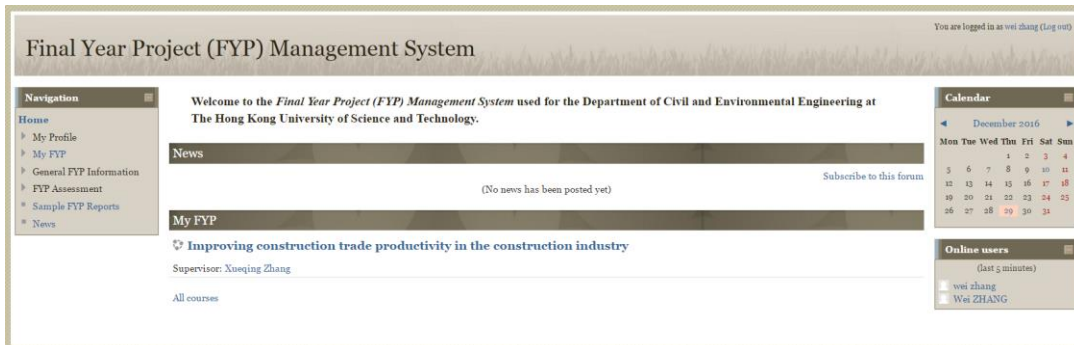 You are logged in as wei zhang (Log out)
Final Year Project (FYP) Management System
Navigation
Home
My Profile
My FYP
General FYP Information
FYP Assessment
Sample FYP Reports
News
Welcome to the Final Year Project (FYP) Management System used for the Department of Civil and Environmental Engineering at
The Hong Kong University of Science and Technology.
News
Subscribe to this forum
(No news has been posted yet)
My FYP
Improving construction trade productivity in the construction industry
Supervisor: Xueqing Zhang
All courses
Calendar
December 2016
Mon Tue Wed Thu Fri Sat Sun
1 2 3 4
5 6 7 8 9 10 11
12 13 14 15 16 17 18
19 20 21 22 23 24 25
26 27 28 29 30 31
Online users
(last 5 minutes)
wei zhang
Wei ZHANG